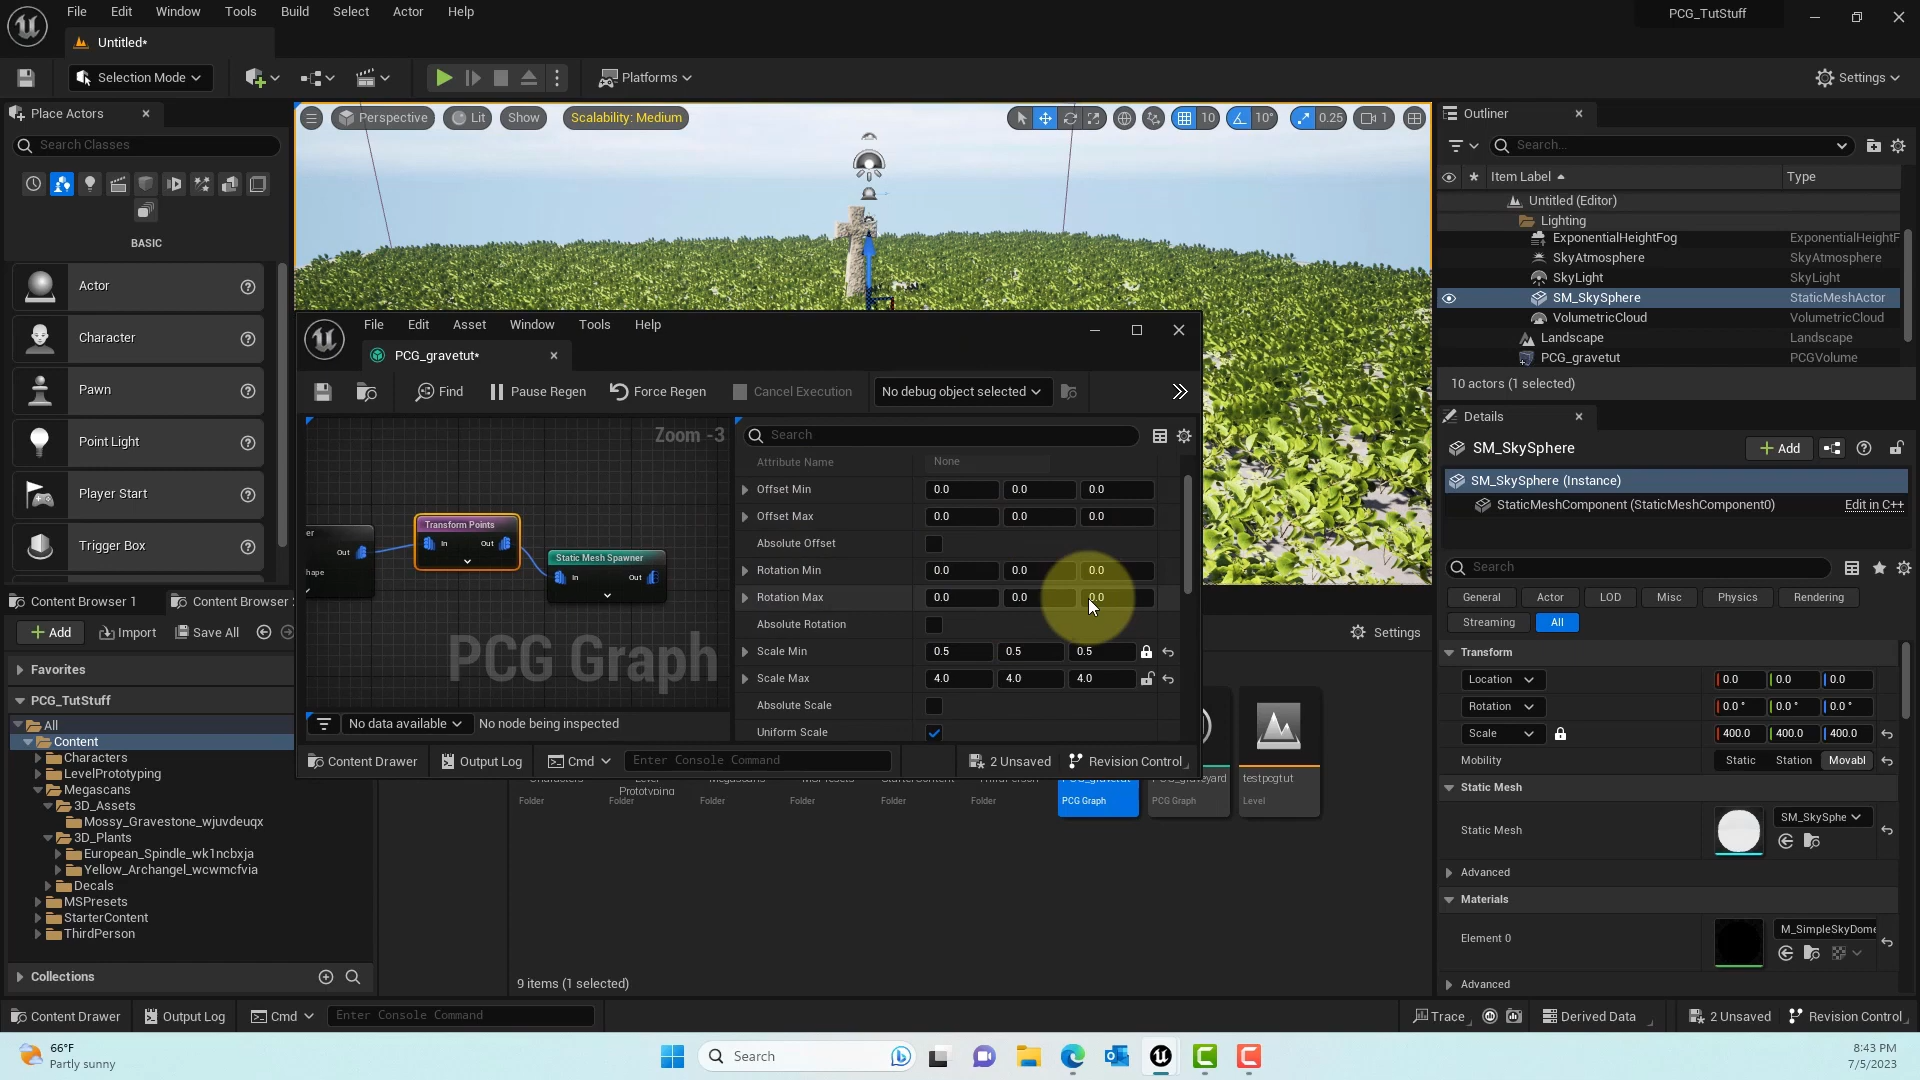 File Edit Window Tools Build Select Actor Help
PCG_TutStuff
Untitled*
Selection Mode
Platforms
Settings
Place Actors
Search Classes
BASIC
Actor
Character
Pawn
Point Light
Player Start
Trigger Box
Perspective Lit Show Scalability: Medium
10 10° 0.25 1
Outliner
Search...
Item Label Type
Untitled (Editor)
Lighting
ExponentialHeightFog ExponentialHeightF
SkyAtmosphere SkyAtmosphere
SkyLight SkyLight
SM_SkySphere StaticMeshActor
VolumetricCloud VolumetricCloud
Landscape Landscape
PCG_gravetut PCGVolume
10 actors (1 selected)
File Edit Asset Window Tools Help
PCG_gravetut*
Find Pause Regen Force Regen Cancel Execution No debug object selected
Zoom -3
er
Out
hape
Transform Points
In Out
Static Mesh Spawner
In Out
PCG Graph
No data available No node being inspected
Search
Attribute Name None
Offset Min 0.0 0.0 0.0
Offset Max 0.0 0.0 0.0
Absolute Offset
Rotation Min 0.0 0.0 0.0
Rotation Max 0.0 0.0 0.0
Absolute Rotation
Scale Min 0.5 0.5 0.5
Scale Max 4.0 4.0 4.0
Absolute Scale
Uniform Scale
Content Drawer Output Log Cmd Enter Console Command 2 Unsaved Revision Control
Details
SM_SkySphere
Add
SM_SkySphere (Instance)
StaticMeshComponent (StaticMeshComponent0) Edit in C++
Search
General Actor LOD Misc Physics Rendering
Streaming All
Transform
Location 0.0 0.0 0.0
Rotation 0.0 ° 0.0 ° 0.0 °
Scale 400.0 400.0 400.0
Mobility Static Station Movabl
Static Mesh
Static Mesh SM_SkySphe
Advanced
Materials
Element 0 M_SimpleSkyDome
Advanced
Content Browser 1 Content Browser
Add Import Save All
Settings
Favorites
PCG_TutStuff
All
Content
Characters
LevelPrototyping
Megascans
3D_Assets
Mossy_Gravestone_wjuvdeuqx
3D_Plants
European_Spindle_wk1ncbxja
Yellow_Archangel_wcwmcfvia
Decals
MSPresets
StarterContent
ThirdPerson
Collections
Prototyping
Folder Folder Folder Folder Folder Folder
PCG Graph
PCG Graph
testpcgtut
Level
9 items (1 selected)
Content Drawer Output Log Cmd Enter Console Command
Trace Derived Data 2 Unsaved Revision Control
66°F
Partly sunny
Search
8:43 PM
7/5/2023